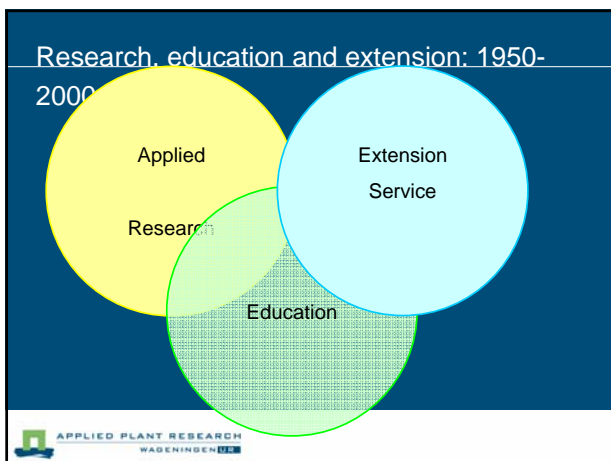 Research, education and extension: 1950-
2000
Applied
Research
Extension
Service
Education
APPLIED PLANT RESEARCH
WAGENINGEN UR